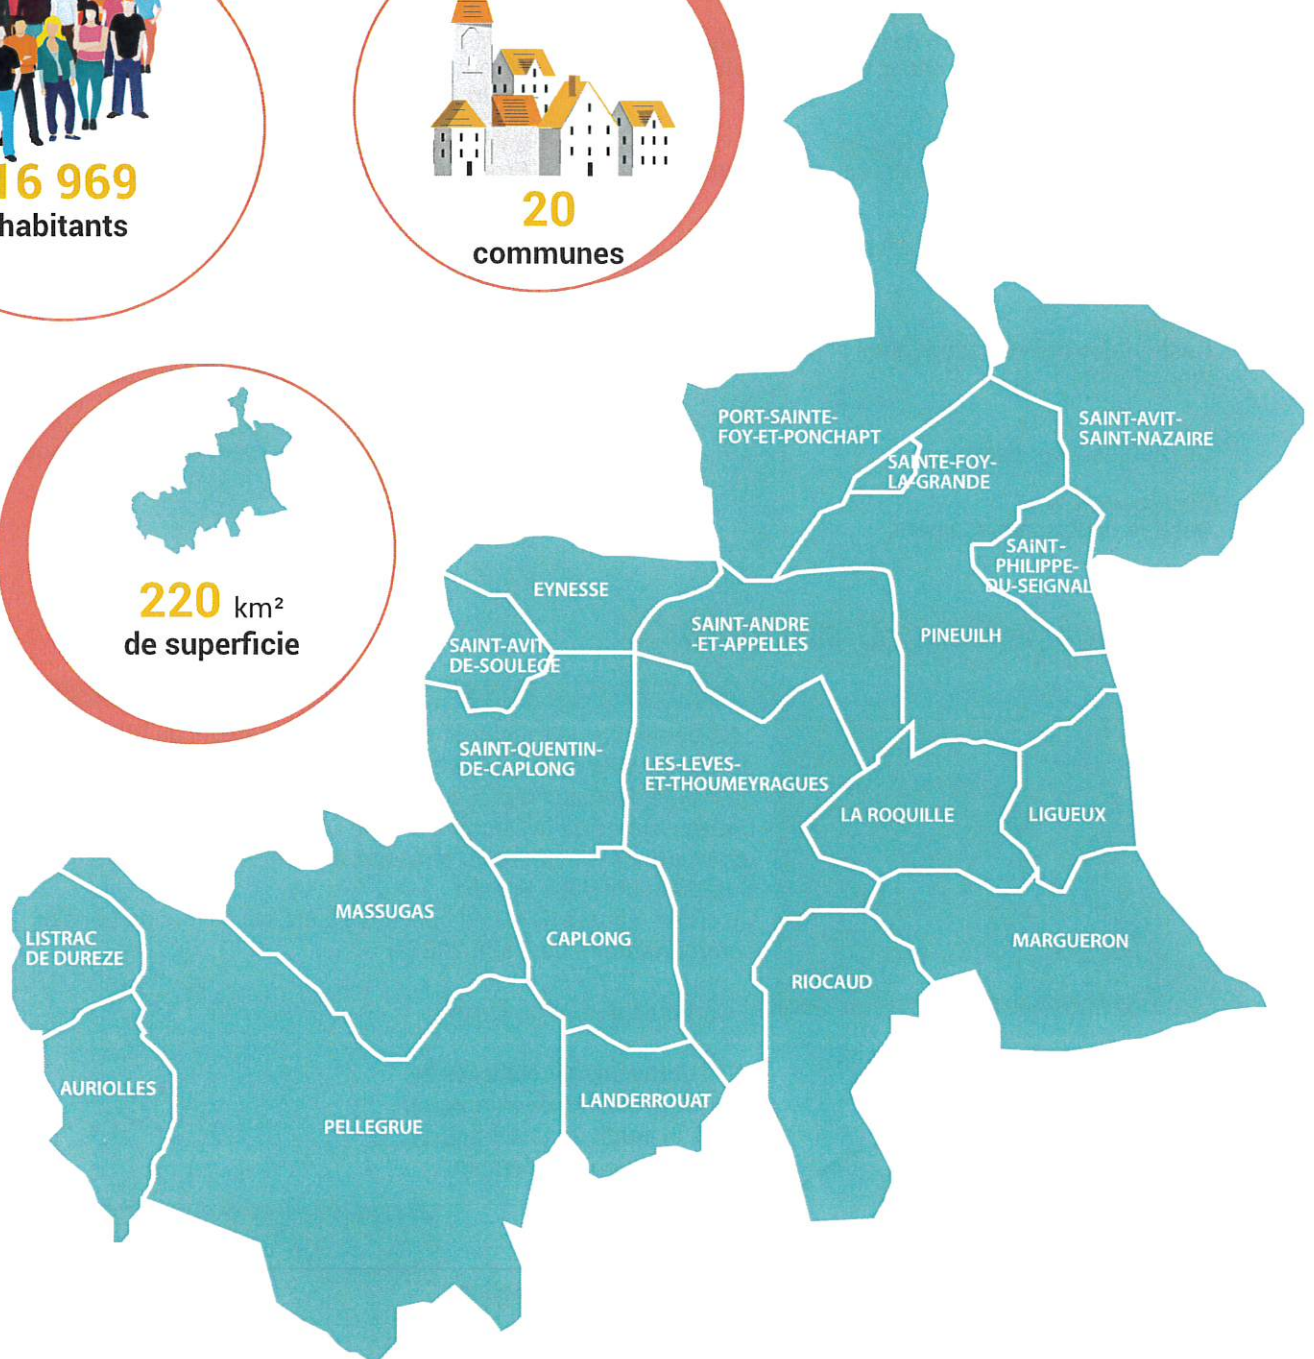 16 969
habitants
20
communes
220 km²
de superficie
PORT-SAINTE-
FOY-ET-PONCHAPT
SAINT-AVIT-
SAINT-NAZAIRE
SAINTE-FOY-
LA-GRANDE
SAINT-
PHILIPPE-
DU-SEIGNAL
EYNESSE
SAINT-ANDRE
-ET-APPELLES
PINEUILH
SAINT-AVIT
DE-SOULEGE
SAINT-QUENTIN-
DE-CAPLONG
LES-LEVES-
ET-THOUMEYRAGUES
LA ROQUILLE
LIGUEUX
MASSUGAS
CAPLONG
LISTRAC
DE DUREZE
MARGUERON
RIOCAUD
AURIOLLES
LANDERROUAT
PELLEGRUE